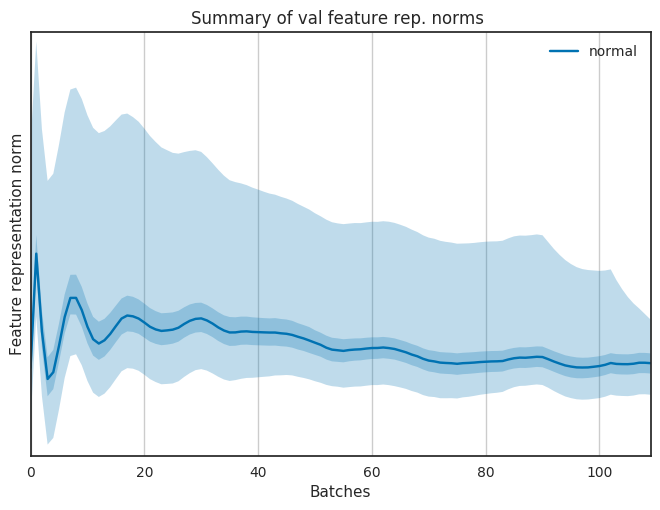 Summary of val feature rep. norms
normal
Feature representation norm
0 20 40 60 80 100
Batches